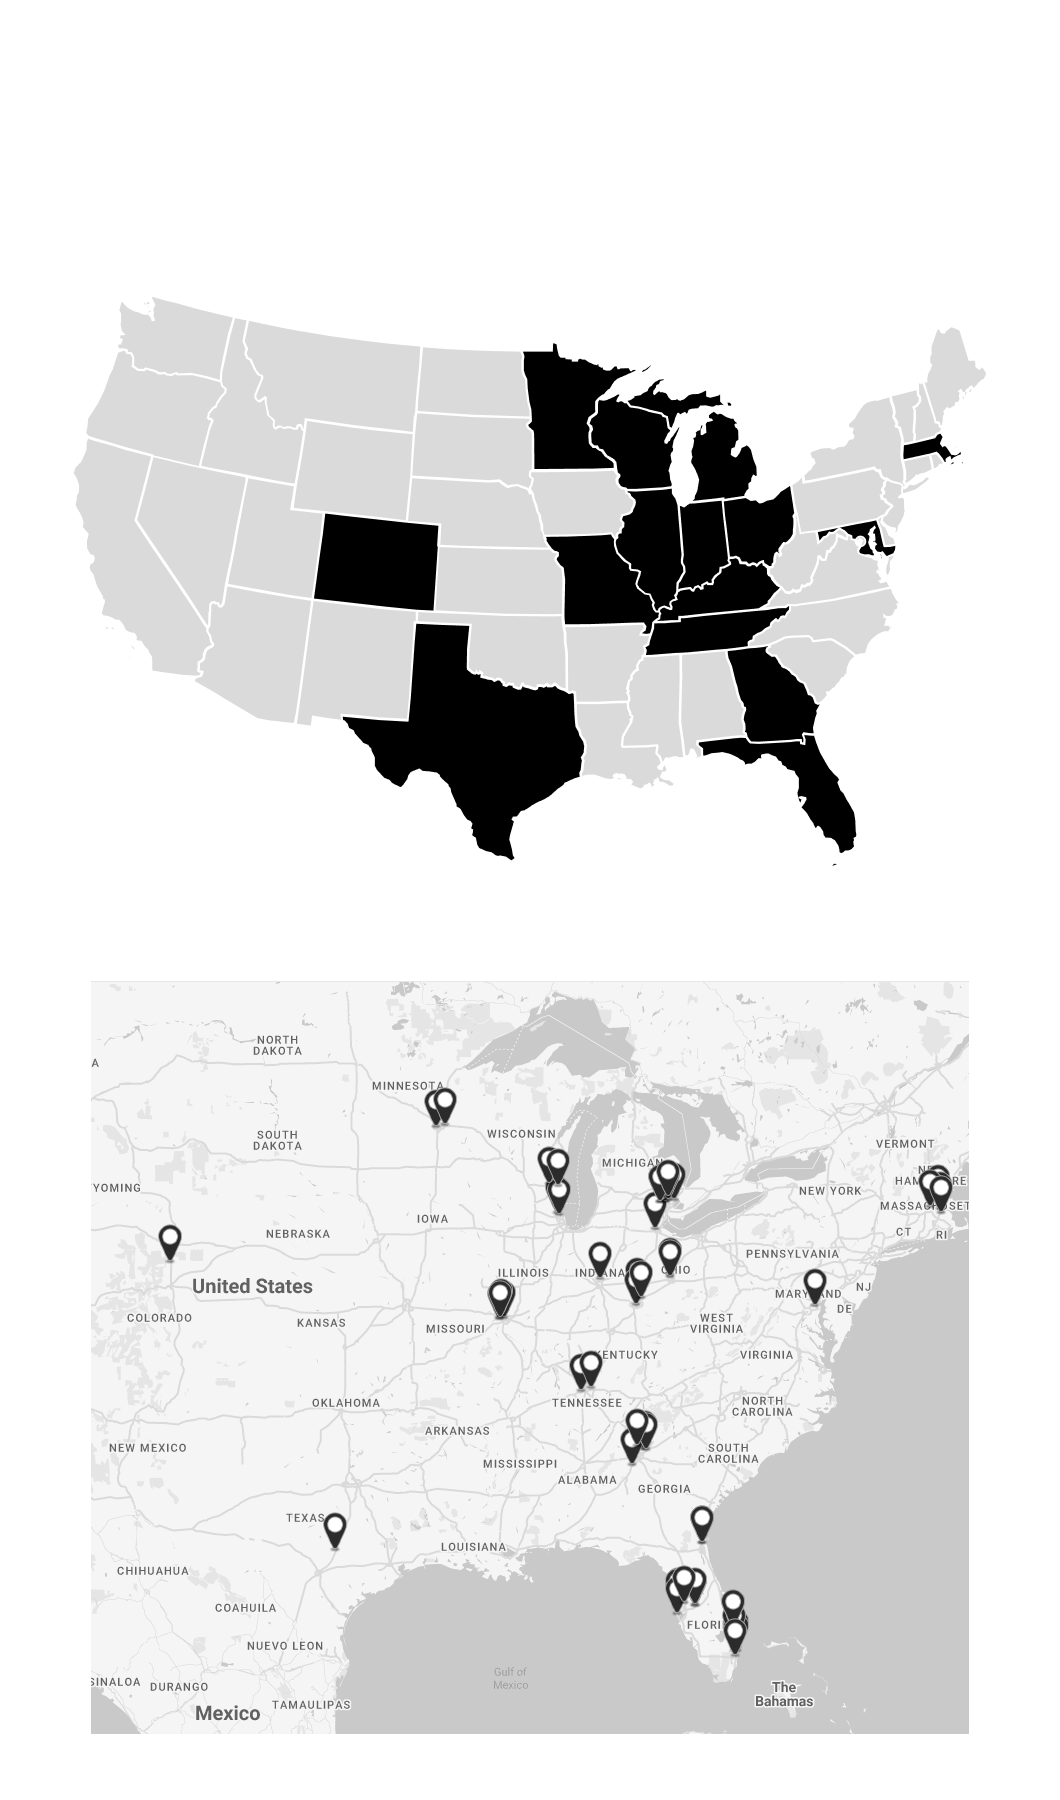 NORTH
DAKOTA
A
MINNESOTA
SOUTH
DAKOTA
WISCONSIN
VERMONT
MICHIGAN
YOMING
NEW YORK
MASSACHUSET
IOWA
CT
RI
NEBRASKA
PENNSYLVANIA
ILLINOIS
INDIANA
OHIO
United States
NJ
MARYLAND
DE
COLORADO
KANSAS
MISSOURI
WEST
VIRGINIA
KENTUCKY
VIRGINIA
OKLAHOMA
TENNESSEE
NORTH
CAROLINA
ARKANSAS
NEW MEXICO
SOUTH
CAROLINA
MISSISSIPPI
ALABAMA
GEORGIA
TEXAS
LOUISIANA
CHIHUAHUA
COAHUILA
FLORI
NUEVO LEON
Gulf of
Mexico
SINALOA
DURANGO
The
Bahamas
TAMAULIPAS
Mexico